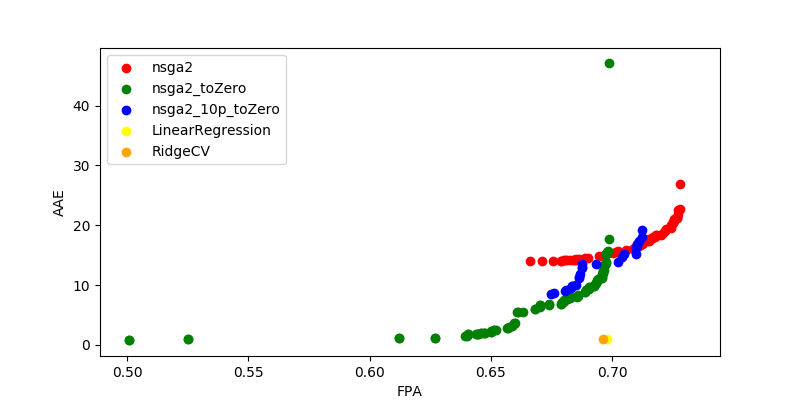 nsga2
nsga2_toZero
nsga2_10p_toZero
LinearRegression
RidgeCV
AAE
40
30
20
10
0
0.50 0.55 0.60 0.65 0.70
FPA